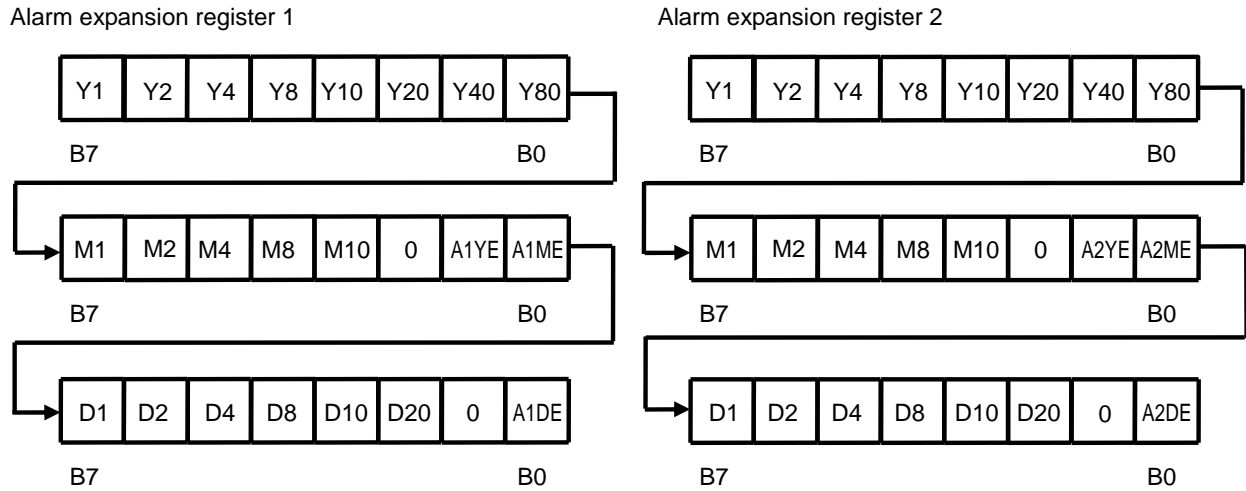 Alarm expansion register 1
Y1 Y2 Y4 Y8 Y10 Y20 Y40 Y80
B7 B0
M1 M2 M4 M8 M10 0 A1YE A1ME
B7 B0
D1 D2 D4 D8 D10 D20 0 A1DE
B7 B0
Alarm expansion register 2
Y1 Y2 Y4 Y8 Y10 Y20 Y40 Y80
B7 B0
M1 M2 M4 M8 M10 0 A2YE A2ME
B7 B0
D1 D2 D4 D8 D10 D20 0 A2DE
B7 B0